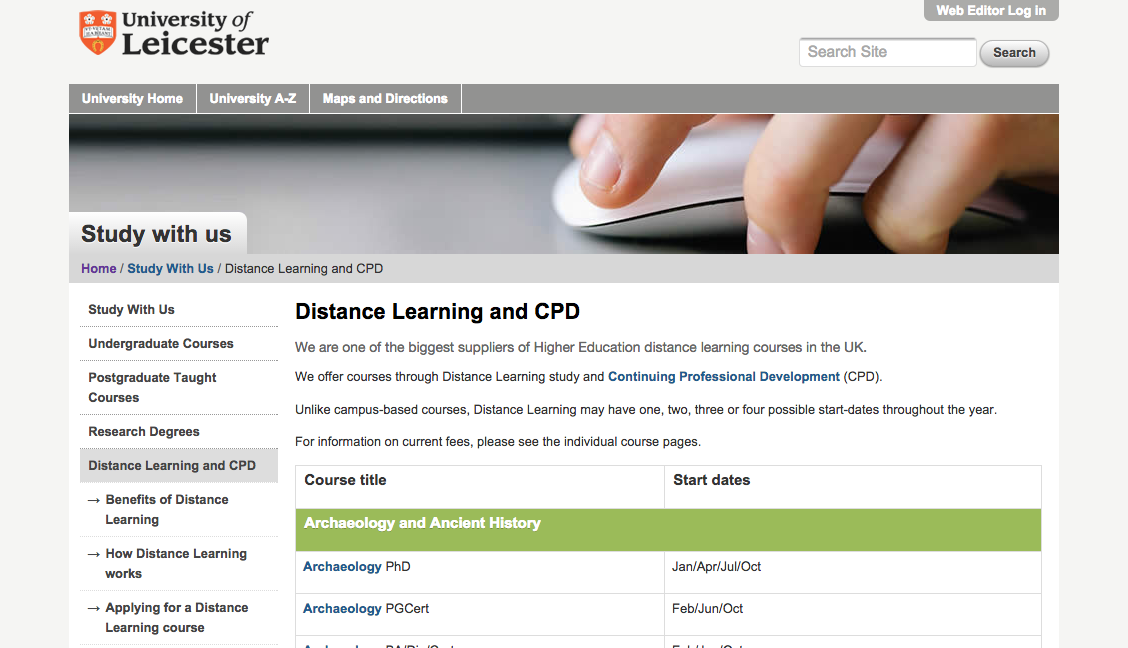 University of
Leicester
Web Editor Log in
Search Site
Search
University Home
University A-Z
Maps and Directions
Study with us
Home / Study With Us / Distance Learning and CPD
Study With Us
Undergraduate Courses
Postgraduate Taught
Courses
Research Degrees
Distance Learning and CPD
→ Benefits of Distance
Learning
→ How Distance Learning
works
→ Applying for a Distance
Learning course
Distance Learning and CPD
We are one of the biggest suppliers of Higher Education distance learning courses in the UK.
We offer courses through Distance Learning study and Continuing Professional Development (CPD).
Unlike campus-based courses, Distance Learning may have one, two, three or four possible start-dates throughout the year.
For information on current fees, please see the individual course pages.
Course title
Start dates
Archaeology and Ancient History
Archaeology PhD
Jan/Apr/Jul/Oct
Archaeology PGCert
Feb/Jun/Oct